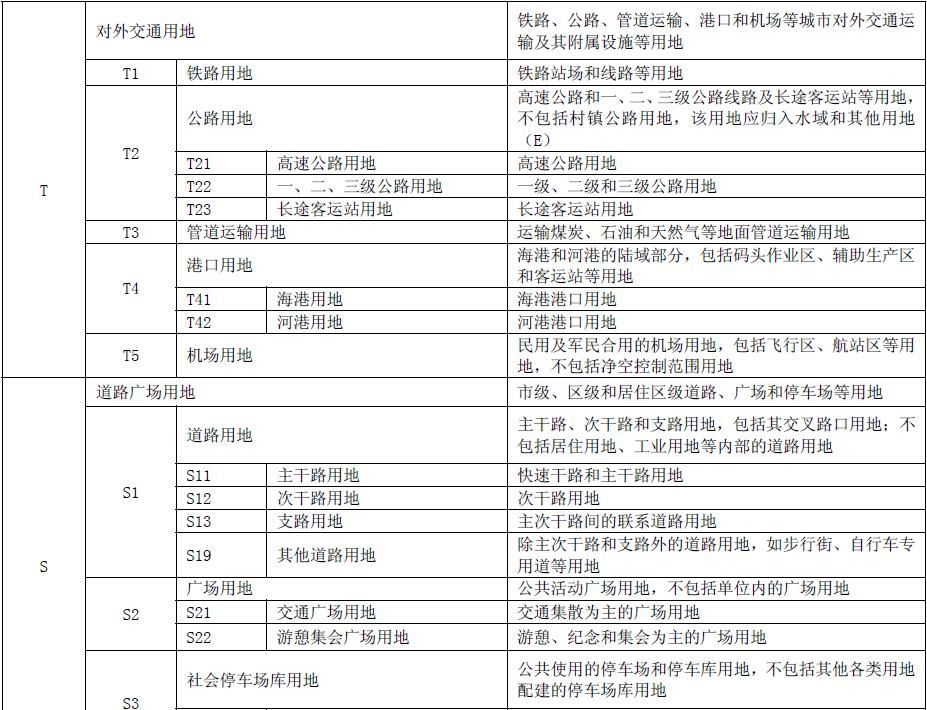 T
对外交通用地
铁路、公路、管道运输、港口和机场等城市对外交通运
输及其附属设施等用地
T1
铁路用地
铁路站场和线路等用地
T2
公路用地
高速公路和一、二、三级公路线路及长途客运站等用地，
不包括村镇公路用地，该用地应归入水域和其他用地
（E）
T21
高速公路用地
高速公路用地
T22
一、二、三级公路用地
一级、二级和三级公路用地
T23
长途客运站用地
长途客运站用地
T3
管道运输用地
运输煤炭、石油和天然气等地面管道运输用地
T4
港口用地
海港和河港的陆域部分，包括码头作业区、辅助生产区
和客运站等用地
T41
海港用地
海港港口用地
T42
河港用地
河港港口用地
T5
机场用地
民用及军民合用的机场用地，包括飞行区、航站区等用
地，不包括净空控制范围用地
S
道路广场用地
市级、区级和居住区级道路、广场和停车场等用地
S1
道路用地
主干路、次干路和支路用地，包括其交叉路口用地；不
包括居住用地、工业用地等内部的道路用地
S11
主干路用地
快速干路和主干路用地
S12
次干路用地
次干路用地
S13
支路用地
主次干路间的联系道路用地
S19
其他道路用地
除主次干路和支路外的道路用地，如步行街、自行车专
用道等用地
S2
广场用地
公共活动广场用地，不包括单位内的广场用地
S21
交通广场用地
交通集散为主的广场用地
S22
游憩集会广场用地
游憩、纪念和集会为主的广场用地
S3
社会停车场库用地
公共使用的停车场和停车库用地，不包括其他各类用地
配建的停车场库用地